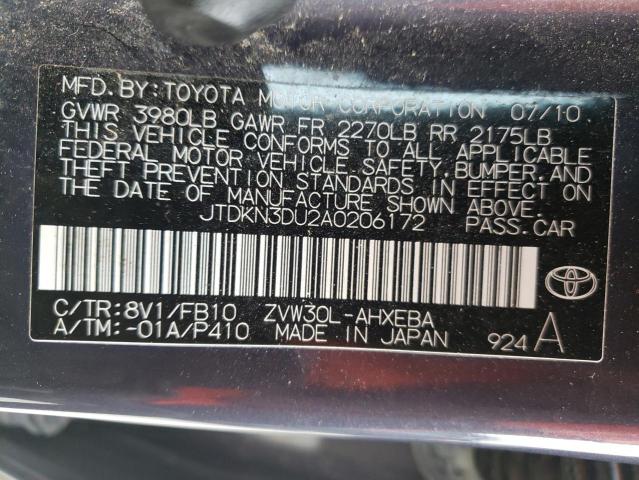 MFD. BY: TOYOTA MOTOR CORPORATION 07/10
GVWR 3980LB GAWR FR 2270LB RR 2175LB
THIS VEHICLE CONFORMS TO ALL APPLICABLE
FEDERAL MOTOR VEHICLE SAFETY, BUMPER, AND
THEFT PREVENTION STANDARDS IN EFFECT ON
THE DATE OF MANUFACTURE SHOWN ABOVE.
JTDKN3DU2A0206172 PASS. CAR
C/TR: 8V1/FB10 ZVW30L-AHXEBA
A/TM: -01A/P410 MADE IN JAPAN 924 A